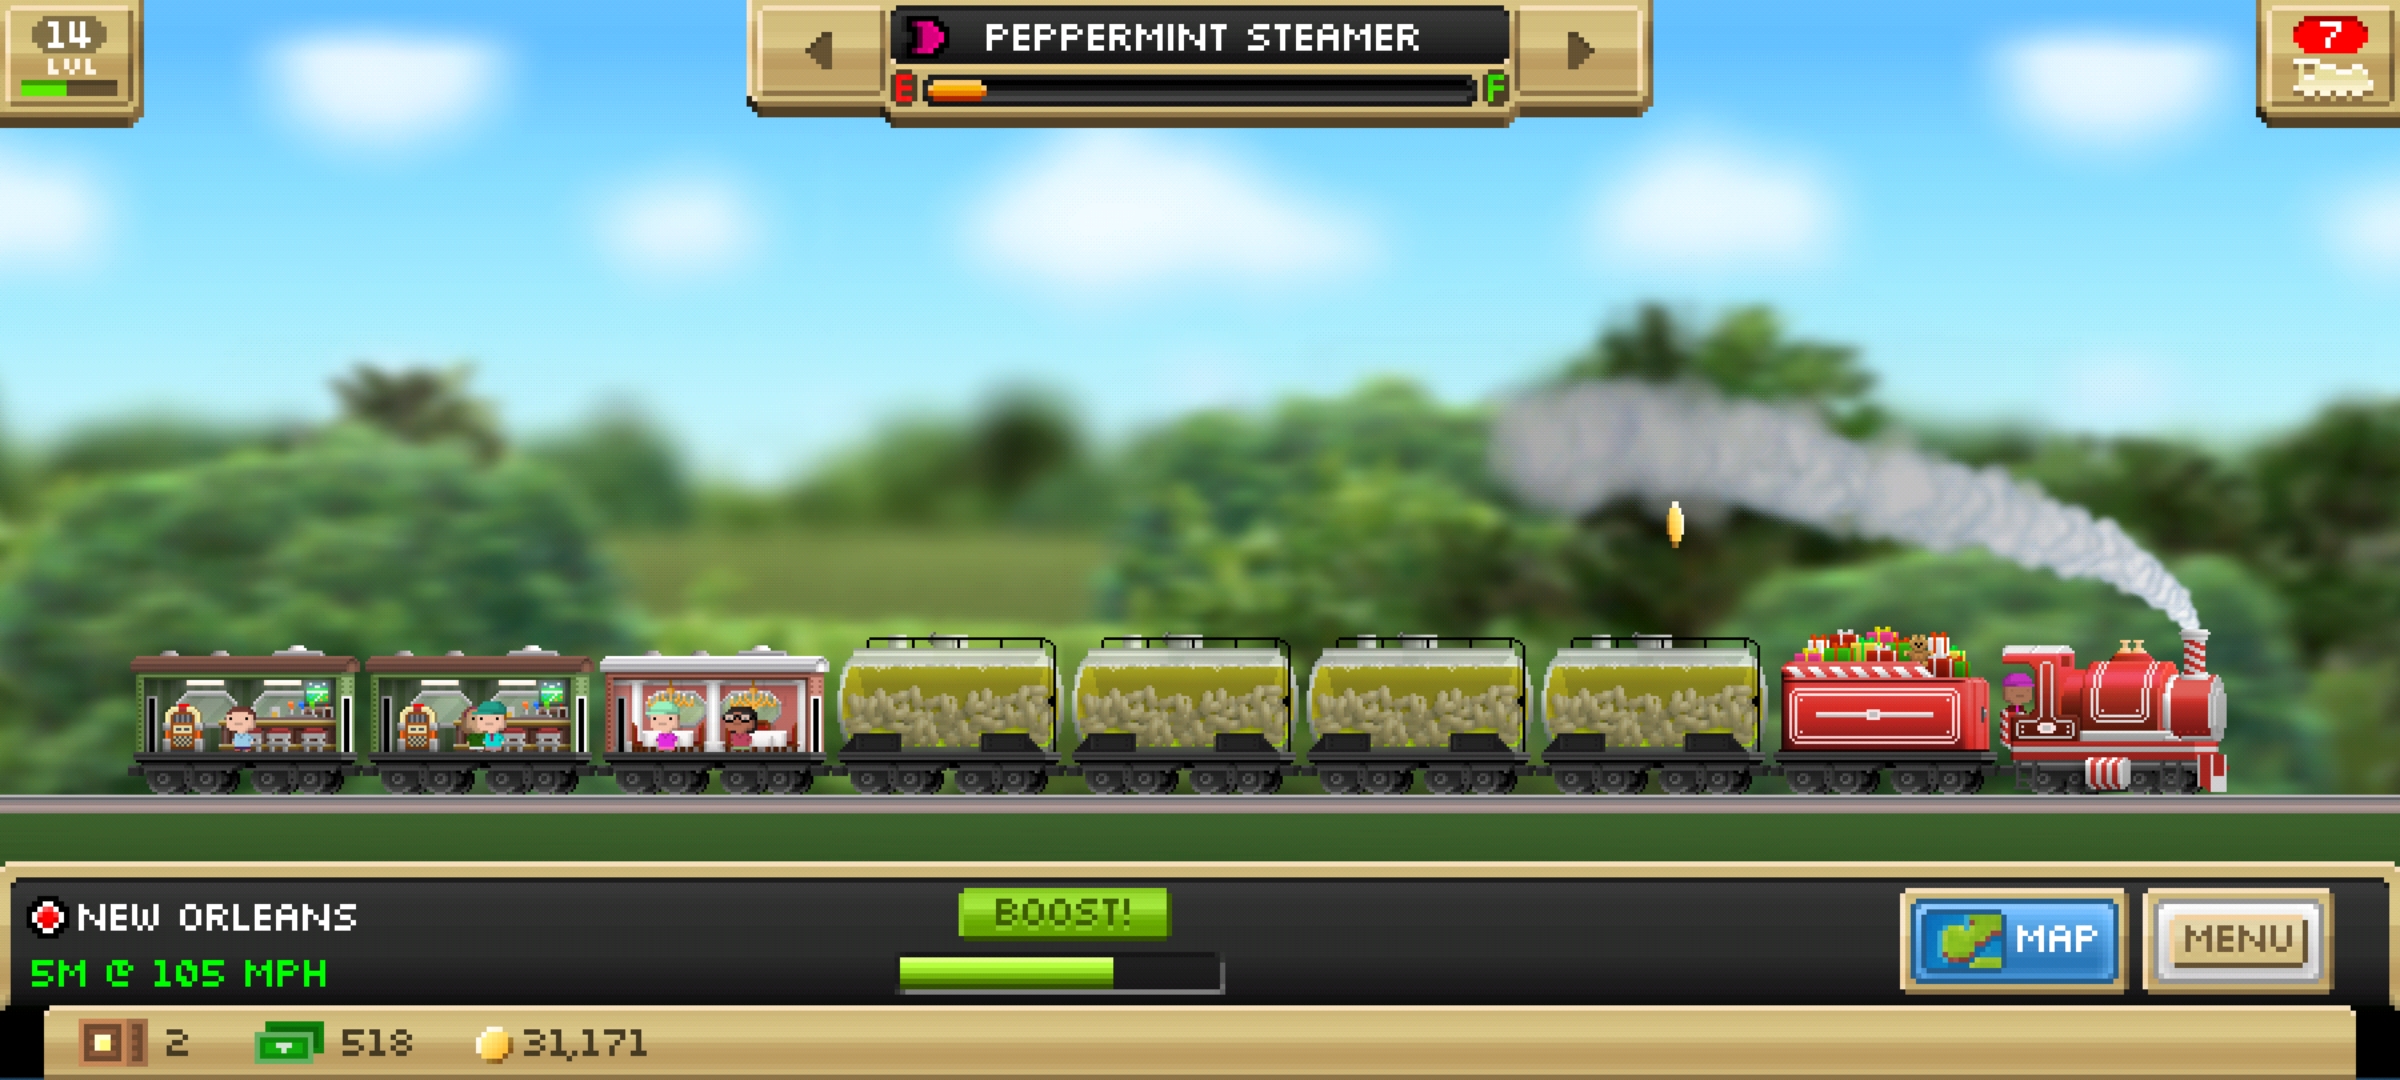 14
LVL
PEPPERMINT STEAMER
E F
7
NEW ORLEANS
5M @ 105 MPH
BOOST!
MAP
MENU
2
518
31,171